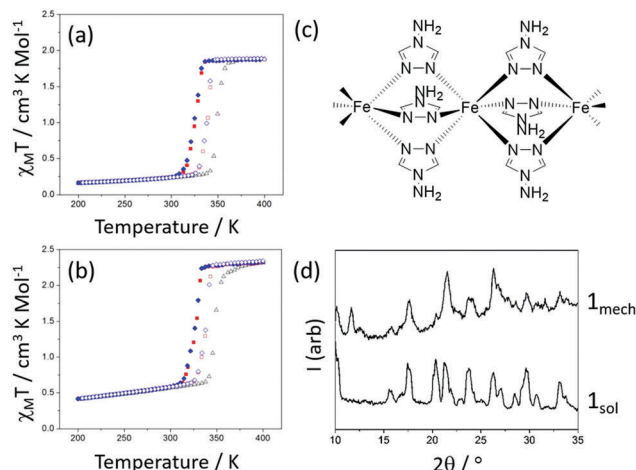 (a)
2.5
2.0
1.5
1.0
0.5
0.0
200 250 300 350 400
χMT / cm³ K Mol⁻¹
Temperature / K
(b)
2.5
2.0
1.5
1.0
0.5
0.0
200 250 300 350 400
χMT / cm³ K Mol⁻¹
Temperature / K
(c)
NH₂ NH₂
N N
N N N N
NH₂ NH₂
Fe N N Fe N N Fe
N N
N N N N
N N
NH₂ NH₂
(d)
1mech
1sol
I (arb)
10 15 20 25 30 35
2θ / °